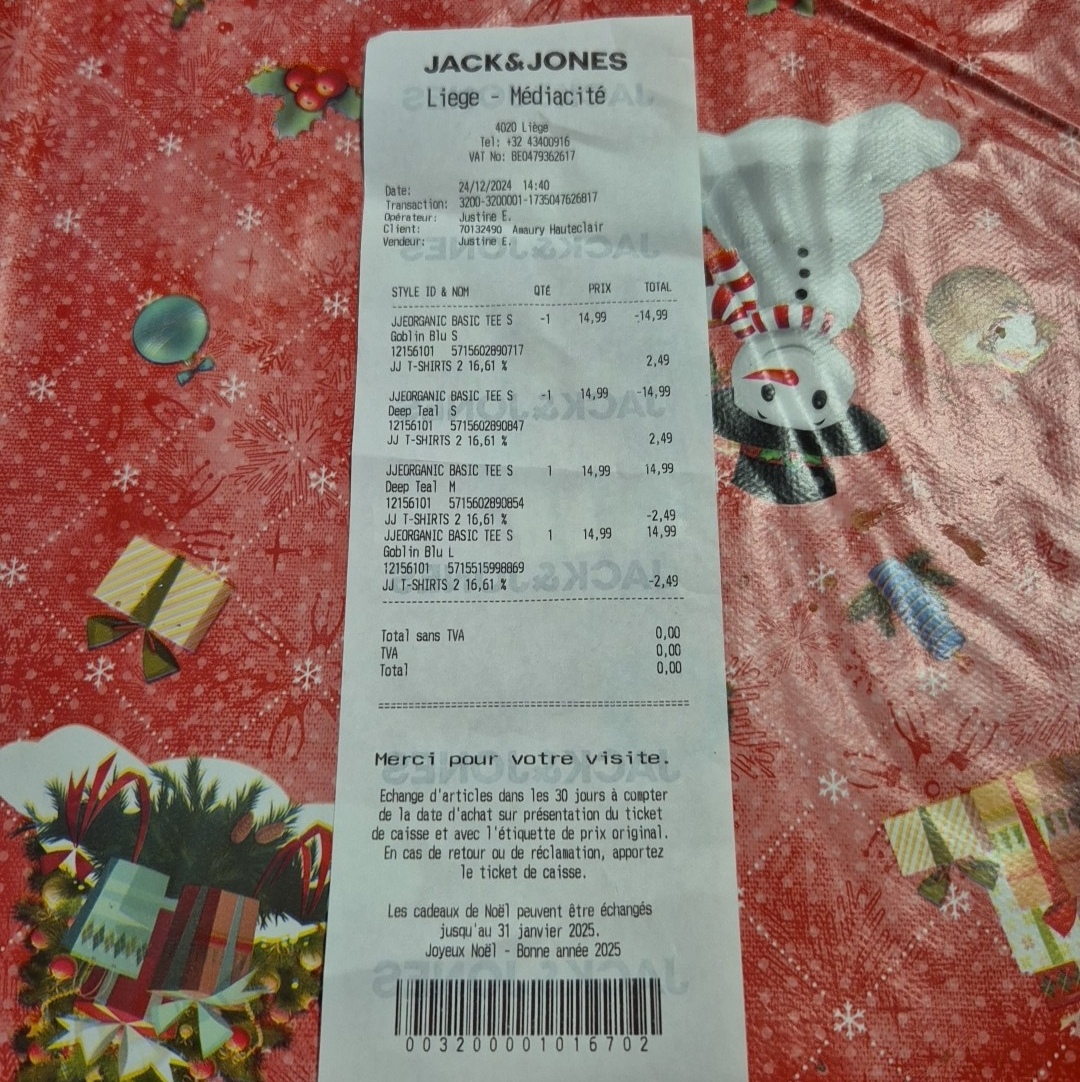 JACK&JONES
Liege - Médiacité
4020 Liège
Tel: +32 43400916
VAT No: BE0479362617
Date: 24/12/2024 14:40
Transaction: 3200-3200001-1735047626817
Opérateur: Justine E.
Client: 70132490 Amaury Hauteclair
Vendeur: Justine E.
STYLE ID & NOM QTÉ PRIX TOTAL
JJEORGANIC BASIC TEE S -1 14,99 -14,99
Goblin Blu S
12156101 5715602890717
JJ T-SHIRTS 2 16,61 % 2,49
JJEORGANIC BASIC TEE S -1 14,99 -14,99
Deep Teal S
12156101 5715602890847
JJ T-SHIRTS 2 16,61 % 2,49
JJEORGANIC BASIC TEE S 1 14,99 14,99
Deep Teal M
12156101 5715602890854
JJ T-SHIRTS 2 16,61 % -2,49
JJEORGANIC BASIC TEE S 1 14,99 14,99
Goblin Blu L
12156101 5715515998869
JJ T-SHIRTS 2 16,61 % -2,49
Total sans TVA 0,00
TVA 0,00
Total 0,00
Merci pour votre visite.
Echange d'articles dans les 30 jours à compter
de la date d'achat sur présentation du ticket
de caisse et avec l'étiquette de prix original.
En cas de retour ou de réclamation, apportez
le ticket de caisse.
Les cadeaux de Noël peuvent être échangés
jusqu'au 31 janvier 2025.
Joyeux Noël - Bonne année 2025
003200001016702